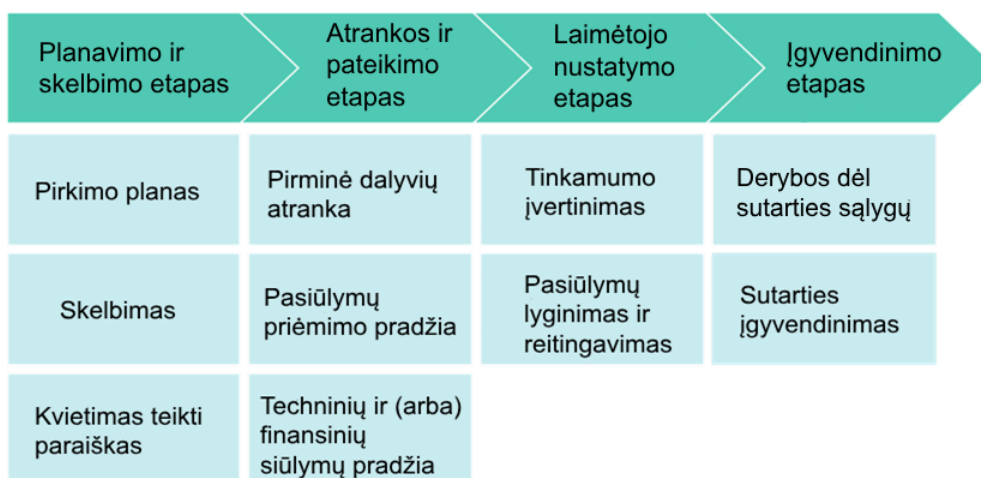 Planavimo ir
skelbimo etapas
Atrankos ir
pateikimo
etapas
Laimėtojo
nustatymo
etapas
Įgyvendinimo
etapas
Pirkimo planas
Pirminė dalyvių
atranka
Tinkamumo
įvertinimas
Derybos dėl
sutarties sąlygų
Skelbimas
Pasiūlymų
priėmimo pradžia
Pasiūlymų
lyginimas ir
reitingavimas
Sutarties
įgyvendinimas
Kvietimas teikti
paraiškas
Techninių ir (arba)
finansinių
siūlymų pradžia